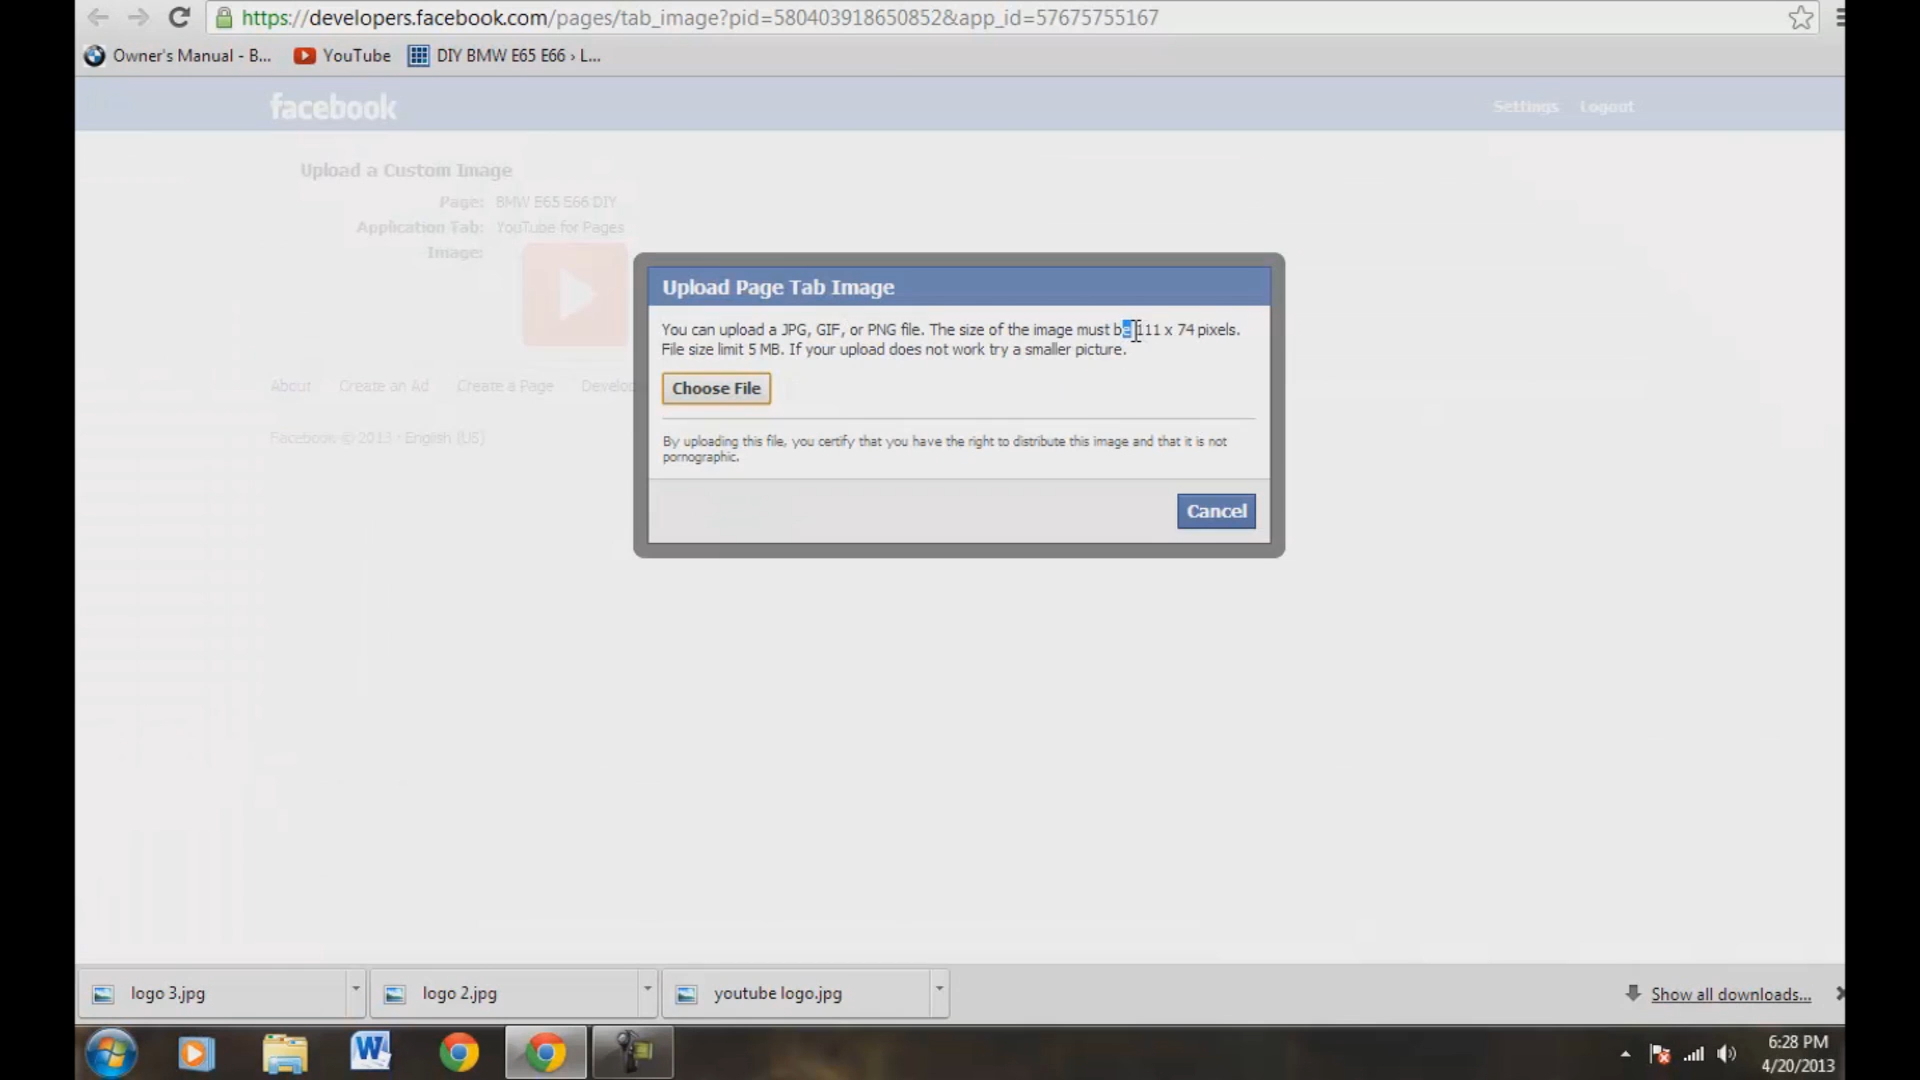 https://developers.facebook.com/pages/tab_image?pid=580403918650852&app_id=57675755167
Owner's Manual - B... YouTube DIY BMW E65 E66 › L...
facebook Settings Logout
Upload a Custom Image
Page: BMW E65 E66 DIY
Application Tab: YouTube for Pages
Image:
Upload Page Tab Image
You can upload a JPG, GIF, or PNG file. The size of the image must be 111 x 74 pixels.
File size limit 5 MB. If your upload does not work try a smaller picture.
Choose File
About Create an Ad Create a Page Develo
Facebook © 2013 · English (US)
By uploading this file, you certify that you have the right to distribute this image and that it is not
pornographic.
Cancel
logo 3.jpg logo 2.jpg youtube logo.jpg Show all downloads...
6:28 PM
4/20/2013